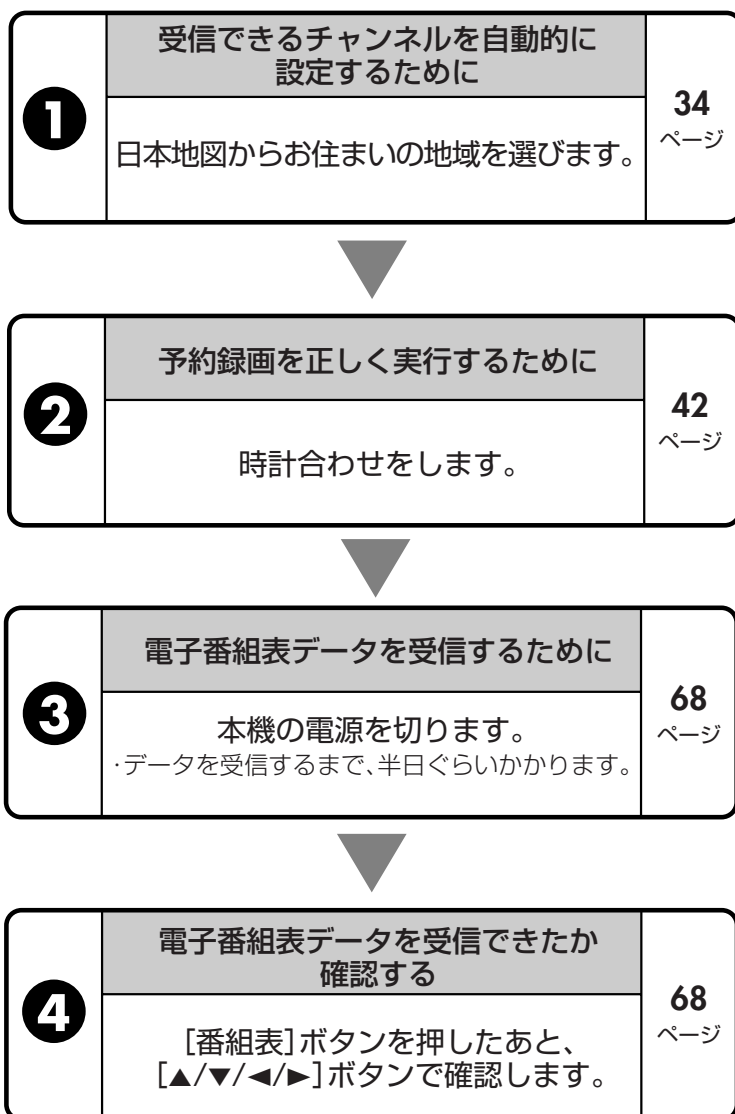 ❶
受信できるチャンネルを自動的に
設定するために
日本地図からお住まいの地域を選びます。
34
ページ
❷
予約録画を正しく実行するために
時計合わせをします。
42
ページ
❸
電子番組表データを受信するために
本機の電源を切ります。
·データを受信するまで、半日ぐらいかかります。
68
ページ
❹
電子番組表データを受信できたか
確認する
[番組表]ボタンを押したあと、
[▲/▼/◄/►]ボタンで確認します。
68
ページ